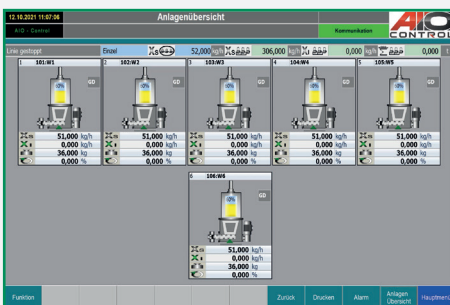 12.10.2021 11:07:06
Anlagenübersicht
AIO - Control
Kommunikation
AIO
CONTROL
Linie gestoppt Einzel Xs 52,000 kg/h Xs 306,000 kg/h 0,000 kg/h 0,000 t
1 101:W1
GD
51,000 kg/h
0,000 kg/h
36,000 kg
0,000 %
2 102:W2
GD
51,000 kg/h
0,000 kg/h
36,000 kg
0,000 %
3 103:W3
GD
51,000 kg/h
0,000 kg/h
36,000 kg
0,000 %
4 104:W4
GD
51,000 kg/h
0,000 kg/h
36,000 kg
0,000 %
5 105:W5
GD
51,000 kg/h
0,000 kg/h
36,000 kg
0,000 %
6 106:W6
GD
51,000 kg/h
0,000 kg/h
36,000 kg
0,000 %
Funktion Zurück Drucken Alarm Anlagen Übersicht Hauptmenü